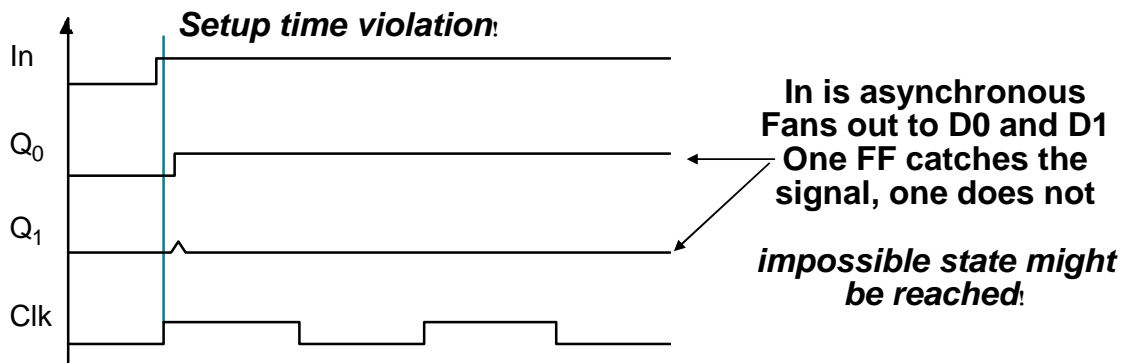 Setup time violation!
In
Q0
Q1
Clk
In is asynchronous
Fans out to D0 and D1
One FF catches the
signal, one does not
impossible state might
be reached!